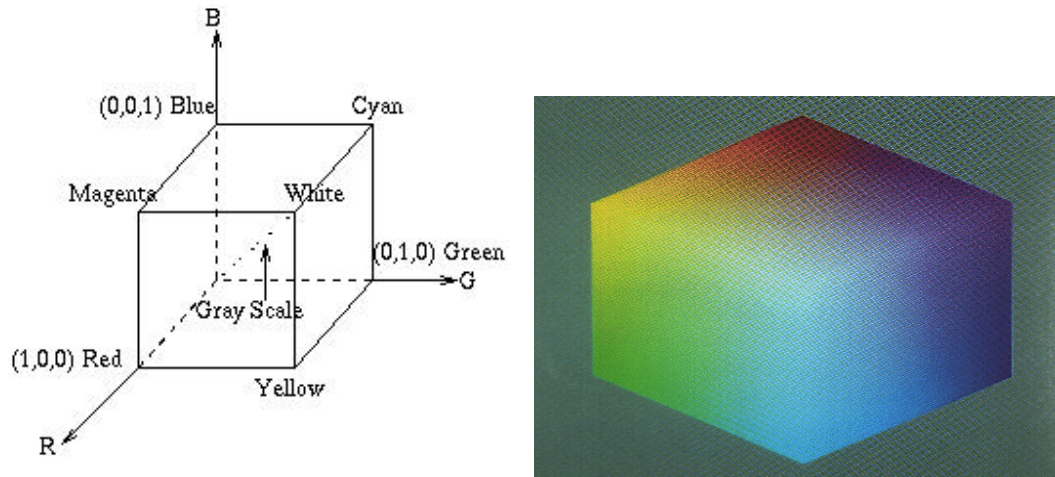 B
(0,0,1) Blue
Cyan
Magenta
White
(0,1,0) Green
G
Gray Scale
(1,0,0) Red
Yellow
R